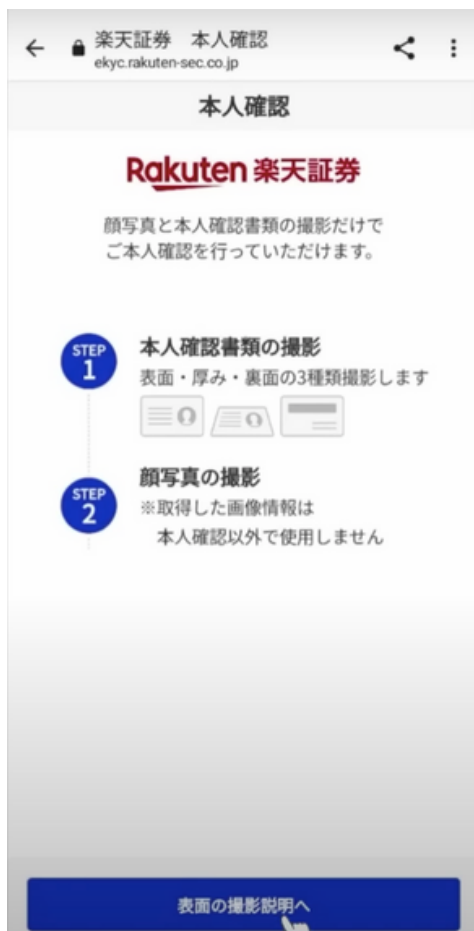 楽天証券　本人確認
ekyc.rakuten-sec.co.jp
本人確認
Rakuten 楽天証券
顔写真と本人確認書類の撮影だけで
ご本人確認を行っていただけます。
STEP
1
本人確認書類の撮影
表面・厚み・裏面の3種類撮影します
STEP
2
顔写真の撮影
※取得した画像情報は
本人確認以外で使用しません
表面の撮影説明へ